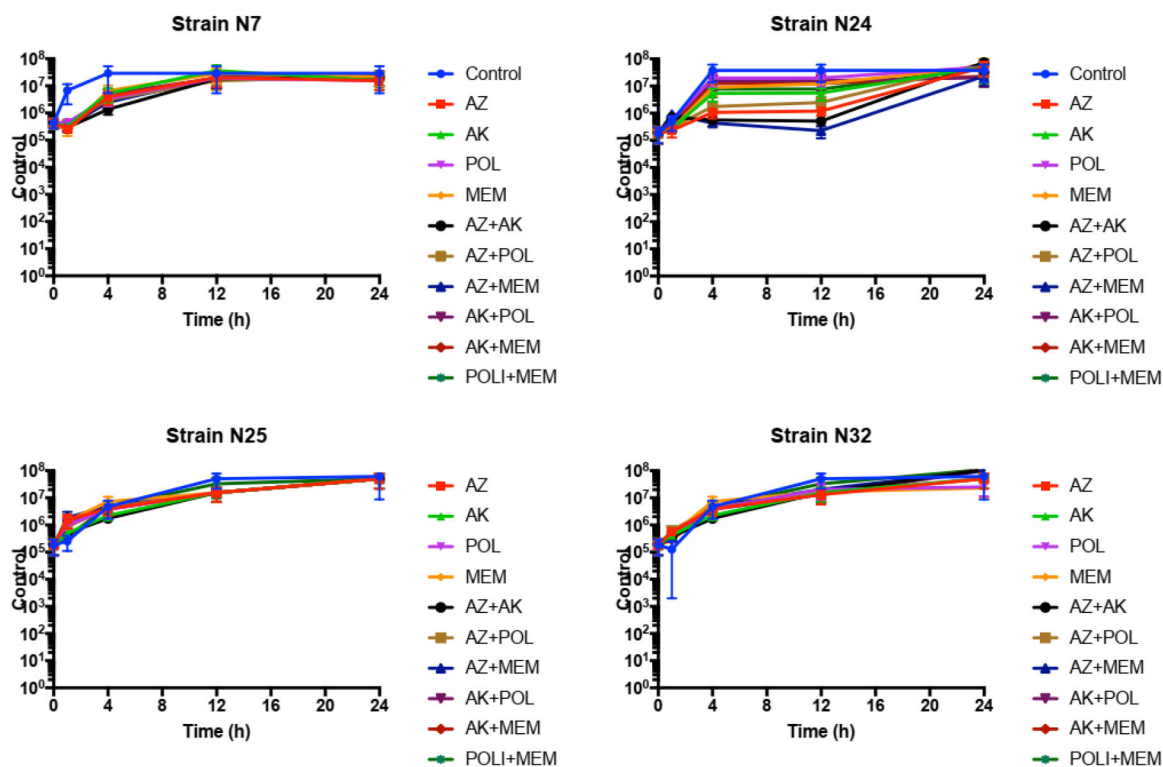 Strain N7
10⁸
10⁷
10⁶
10⁵
10⁴
10³
10²
10¹
10⁰
Control
0 4 8 12 16 20 24
Time (h)
Control
AZ
AK
POL
MEM
AZ+AK
AZ+POL
AZ+MEM
AK+POL
AK+MEM
POLI+MEM
Strain N24
10⁸
10⁷
10⁶
10⁵
10⁴
10³
10²
10¹
10⁰
Control
0 4 8 12 16 20 24
Time (h)
Control
AZ
AK
POL
MEM
AZ+AK
AZ+POL
AZ+MEM
AK+POL
AK+MEM
POLI+MEM
Strain N25
10⁸
10⁷
10⁶
10⁵
10⁴
10³
10²
10¹
10⁰
Control
0 4 8 12 16 20 24
Time (h)
AZ
AK
POL
MEM
AZ+AK
AZ+POL
AZ+MEM
AK+POL
AK+MEM
POLI+MEM
Strain N32
10⁸
10⁷
10⁶
10⁵
10⁴
10³
10²
10¹
10⁰
Control
0 4 8 12 16 20 24
Time (h)
AZ
AK
POL
MEM
AZ+AK
AZ+POL
AZ+MEM
AK+POL
AK+MEM
POLI+MEM